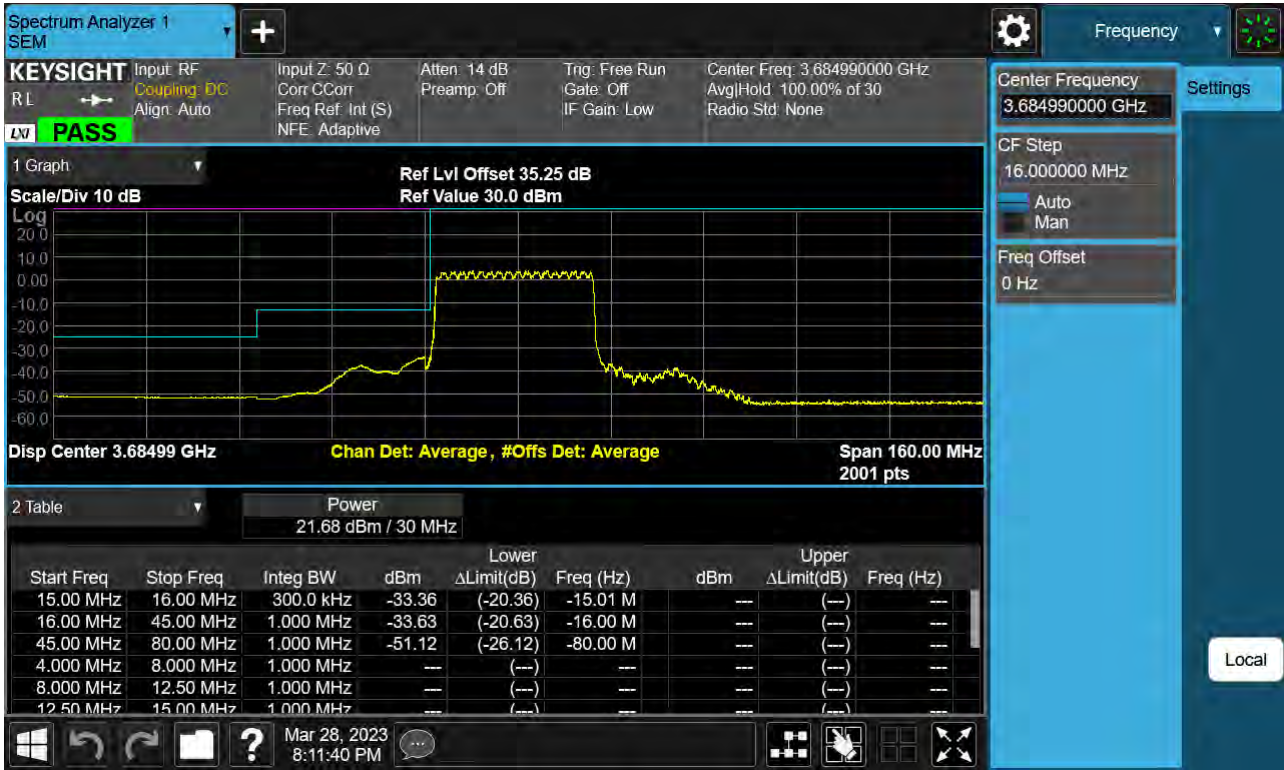 Spectrum Analyzer 1
SEM
Frequency
KEYSIGHT
RL
LXI
PASS
Input: RF
Coupling: DC
Align: Auto
Input Z: 50 Ω
Corr CCorr
Freq Ref: Int (S)
NFE: Adaptive
Atten: 14 dB
Preamp: Off
Trig: Free Run
Gate: Off
IF Gain: Low
Center Freq: 3.684990000 GHz
Avg|Hold: 100.00% of 30
Radio Std: None
Center Frequency
3.684990000 GHz
Settings
CF Step
16.000000 MHz
Auto
Man
Freq Offset
0 Hz
Local
1 Graph
Scale/Div 10 dB
Ref Lvl Offset 35.25 dB
Ref Value 30.0 dBm
Log
20.0
10.0
0.00
-10.0
-20.0
-30.0
-40.0
-50.0
-60.0
Disp Center 3.68499 GHz
Chan Det: Average, #Offs Det: Average
Span 160.00 MHz
2001 pts
2 Table
Power
21.68 dBm / 30 MHz
Lower Upper
Start Freq Stop Freq Integ BW dBm ΔLimit(dB) Freq (Hz) dBm ΔLimit(dB) Freq (Hz)
15.00 MHz 16.00 MHz 300.0 kHz -33.36 (-20.36) -15.01 M --- (---) ---
16.00 MHz 45.00 MHz 1.000 MHz -33.63 (-20.63) -16.00 M --- (---) ---
45.00 MHz 80.00 MHz 1.000 MHz -51.12 (-26.12) -80.00 M --- (---) ---
4.000 MHz 8.000 MHz 1.000 MHz --- (---) --- --- (---) ---
8.000 MHz 12.50 MHz 1.000 MHz --- (---) --- --- (---) ---
12.50 MHz 15.00 MHz 1.000 MHz --- (---) --- --- (---) ---
?
Mar 28, 2023
8:11:40 PM